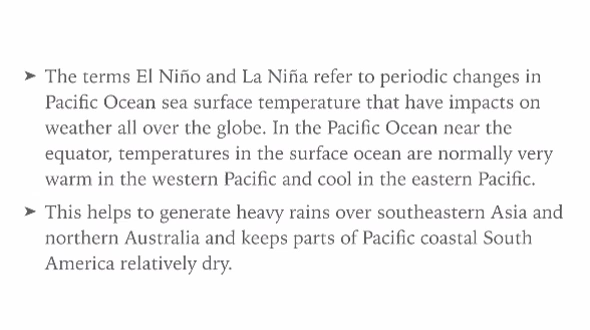 ➤ The terms El Niño and La Niña refer to periodic changes in
Pacific Ocean sea surface temperature that have impacts on
weather all over the globe. In the Pacific Ocean near the
equator, temperatures in the surface ocean are normally very
warm in the western Pacific and cool in the eastern Pacific.
➤ This helps to generate heavy rains over southeastern Asia and
northern Australia and keeps parts of Pacific coastal South
America relatively dry.